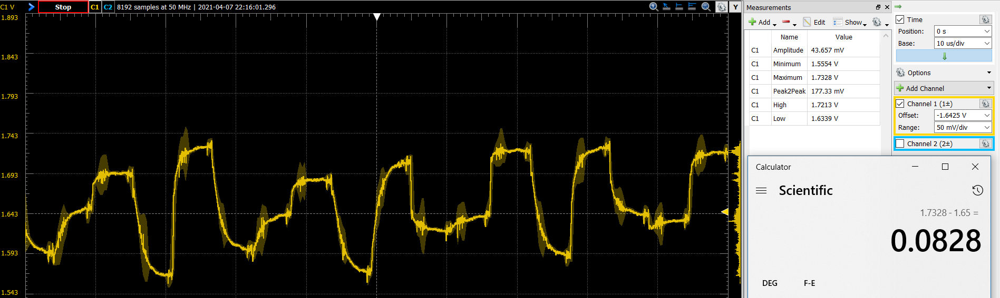 C1 V
Stop
C1 C2
8192 samples at 50 MHz | 2021-04-07 22:16:01.296
Y
1.893
1.843
1.793
1.743
1.693
1.643
1.593
1.543
Measurements
Add
Edit
Show
Name Value
C1 Amplitude 43.657 mV
C1 Minimum 1.5554 V
C1 Maximum 1.7328 V
C1 Peak2Peak 177.33 mV
C1 High 1.7213 V
C1 Low 1.6339 V
Time
Position: 0 s
Base: 10 us/div
Options
Add Channel
Channel 1 (1±)
Offset: -1.6425 V
Range: 50 mV/div
Channel 2 (2±)
Calculator
Scientific
1.7328 - 1.65 =
0.0828
DEG F-E